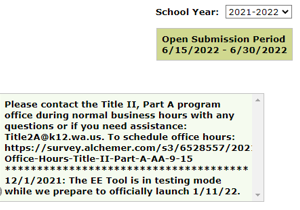 School Year: 2021-2022
Open Submission Period
6/15/2022 - 6/30/2022
Please contact the Title II, Part A program
office during normal business hours with any
questions or if you need assistance:
Title2A@k12.wa.us. To schedule office hours:
https://survey.alchemer.com/s3/6528557/202
Office-Hours-Title-II-Part-A-AA-9-15
****************************************
12/1/2021: The EE Tool is in testing mode
) while we prepare to officially launch 1/11/22.